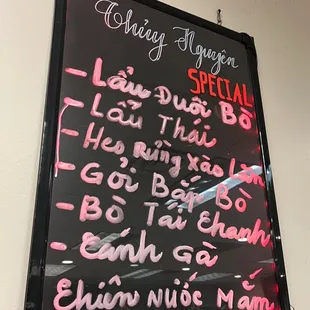 Thủy Nguyên
SPECIAL
- Lẩu Đuôi Bò
- Lẩu Thái
- Heo Rừng Xào Lăn
- Gỏi Bắp Bò
- Bò Tái Chanh
- Cánh Gà
Chiên Nước Mắm